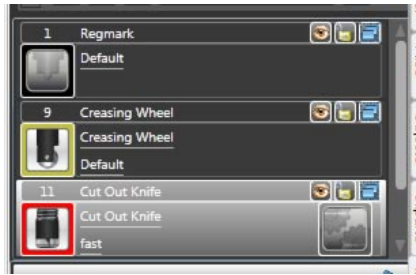 1 Regmark
Default
9 Creasing Wheel
Creasing Wheel
Default
11 Cut Out Knife
Cut Out Knife
fast